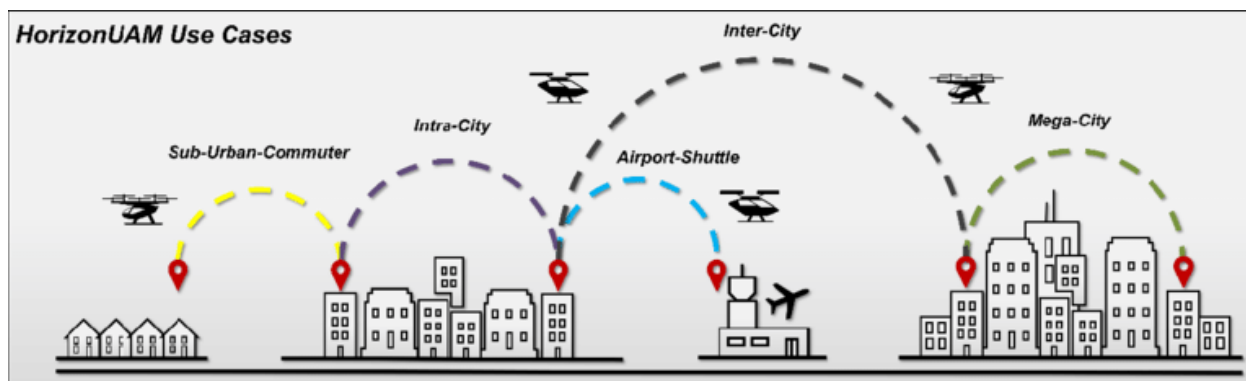 HorizonUAM Use Cases
Inter-City
Intra-City
Mega-City
Sub-Urban-Commuter
Airport-Shuttle